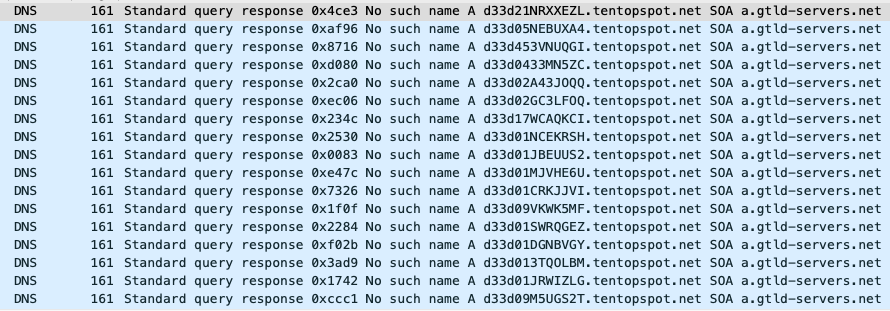 DNS 161 Standard query response 0x4ce3 No such name A d33d21NRXXEZL.tentopspot.net SOA a.gtld-servers.net
DNS 161 Standard query response 0xaf96 No such name A d33d05NEBUXA4.tentopspot.net SOA a.gtld-servers.net
DNS 161 Standard query response 0x8716 No such name A d33d453VNUQGI.tentopspot.net SOA a.gtld-servers.net
DNS 161 Standard query response 0xd080 No such name A d33d0433MN5ZC.tentopspot.net SOA a.gtld-servers.net
DNS 161 Standard query response 0x2ca0 No such name A d33d02A43JOQQ.tentopspot.net SOA a.gtld-servers.net
DNS 161 Standard query response 0xec06 No such name A d33d02GC3LFOQ.tentopspot.net SOA a.gtld-servers.net
DNS 161 Standard query response 0x234c No such name A d33d17WCAQKCI.tentopspot.net SOA a.gtld-servers.net
DNS 161 Standard query response 0x2530 No such name A d33d01NCEKRSH.tentopspot.net SOA a.gtld-servers.net
DNS 161 Standard query response 0x0083 No such name A d33d01JBEUUS2.tentopspot.net SOA a.gtld-servers.net
DNS 161 Standard query response 0xe47c No such name A d33d01MJVHE6U.tentopspot.net SOA a.gtld-servers.net
DNS 161 Standard query response 0x7326 No such name A d33d01CRKJJVI.tentopspot.net SOA a.gtld-servers.net
DNS 161 Standard query response 0x1f0f No such name A d33d09VKWK5MF.tentopspot.net SOA a.gtld-servers.net
DNS 161 Standard query response 0x2284 No such name A d33d01SWRQGEZ.tentopspot.net SOA a.gtld-servers.net
DNS 161 Standard query response 0xf02b No such name A d33d01DGNBVGY.tentopspot.net SOA a.gtld-servers.net
DNS 161 Standard query response 0x3ad9 No such name A d33d013TQOLBM.tentopspot.net SOA a.gtld-servers.net
DNS 161 Standard query response 0x1742 No such name A d33d01JRWIZLG.tentopspot.net SOA a.gtld-servers.net
DNS 161 Standard query response 0xccc1 No such name A d33d09M5UGS2T.tentopspot.net SOA a.gtld-servers.net